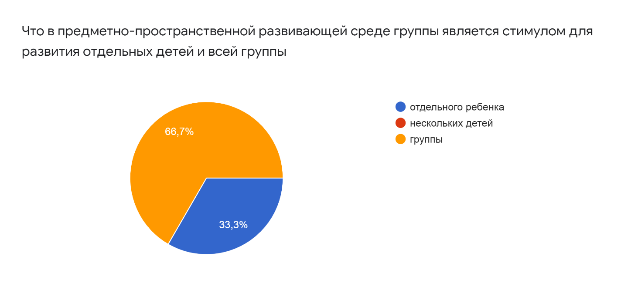 Что в предметно-пространственной развивающей среде группы является стимулом для
развития отдельных детей и всей группы
отдельного ребенка
нескольких детей
группы
66,7%
33,3%